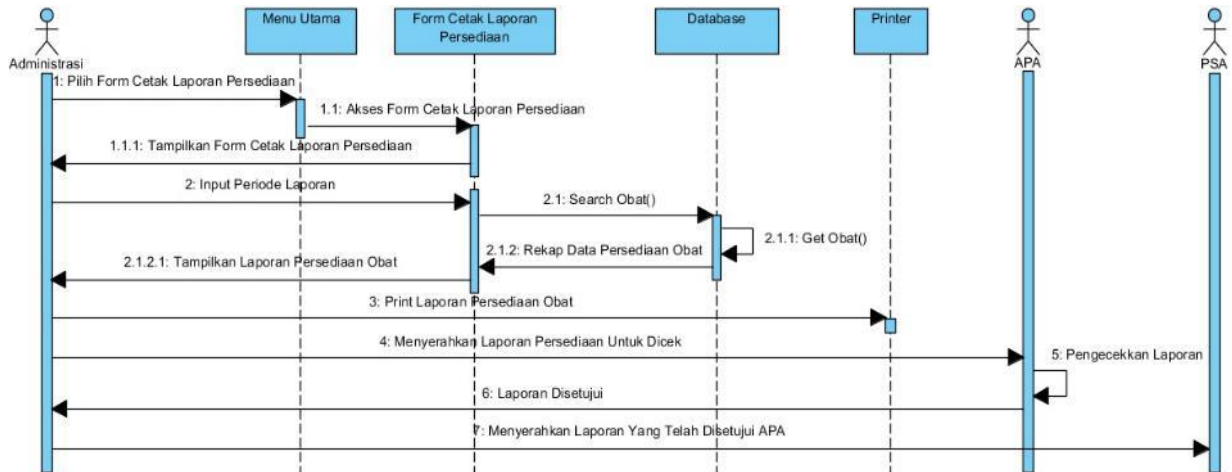 Menu Utama
Form Cetak Laporan
Persediaan
Database
Printer
Administrasi
APA
PSA
1: Pilih Form Cetak Laporan Persediaan
1.1: Akses Form Cetak Laporan Persediaan
1.1.1: Tampilkan Form Cetak Laporan Persediaan
2: Input Periode Laporan
2.1: Search Obat()
2.1.1: Get Obat()
2.1.2: Rekap Data Persediaan Obat
2.1.2.1: Tampilkan Laporan Persediaan Obat
3: Print Laporan Persediaan Obat
4: Menyerahkan Laporan Persediaan Untuk Dicek
5: Pengecekkan Laporan
6: Laporan Disetujui
7: Menyerahkan Laporan Yang Telah Disetujui APA